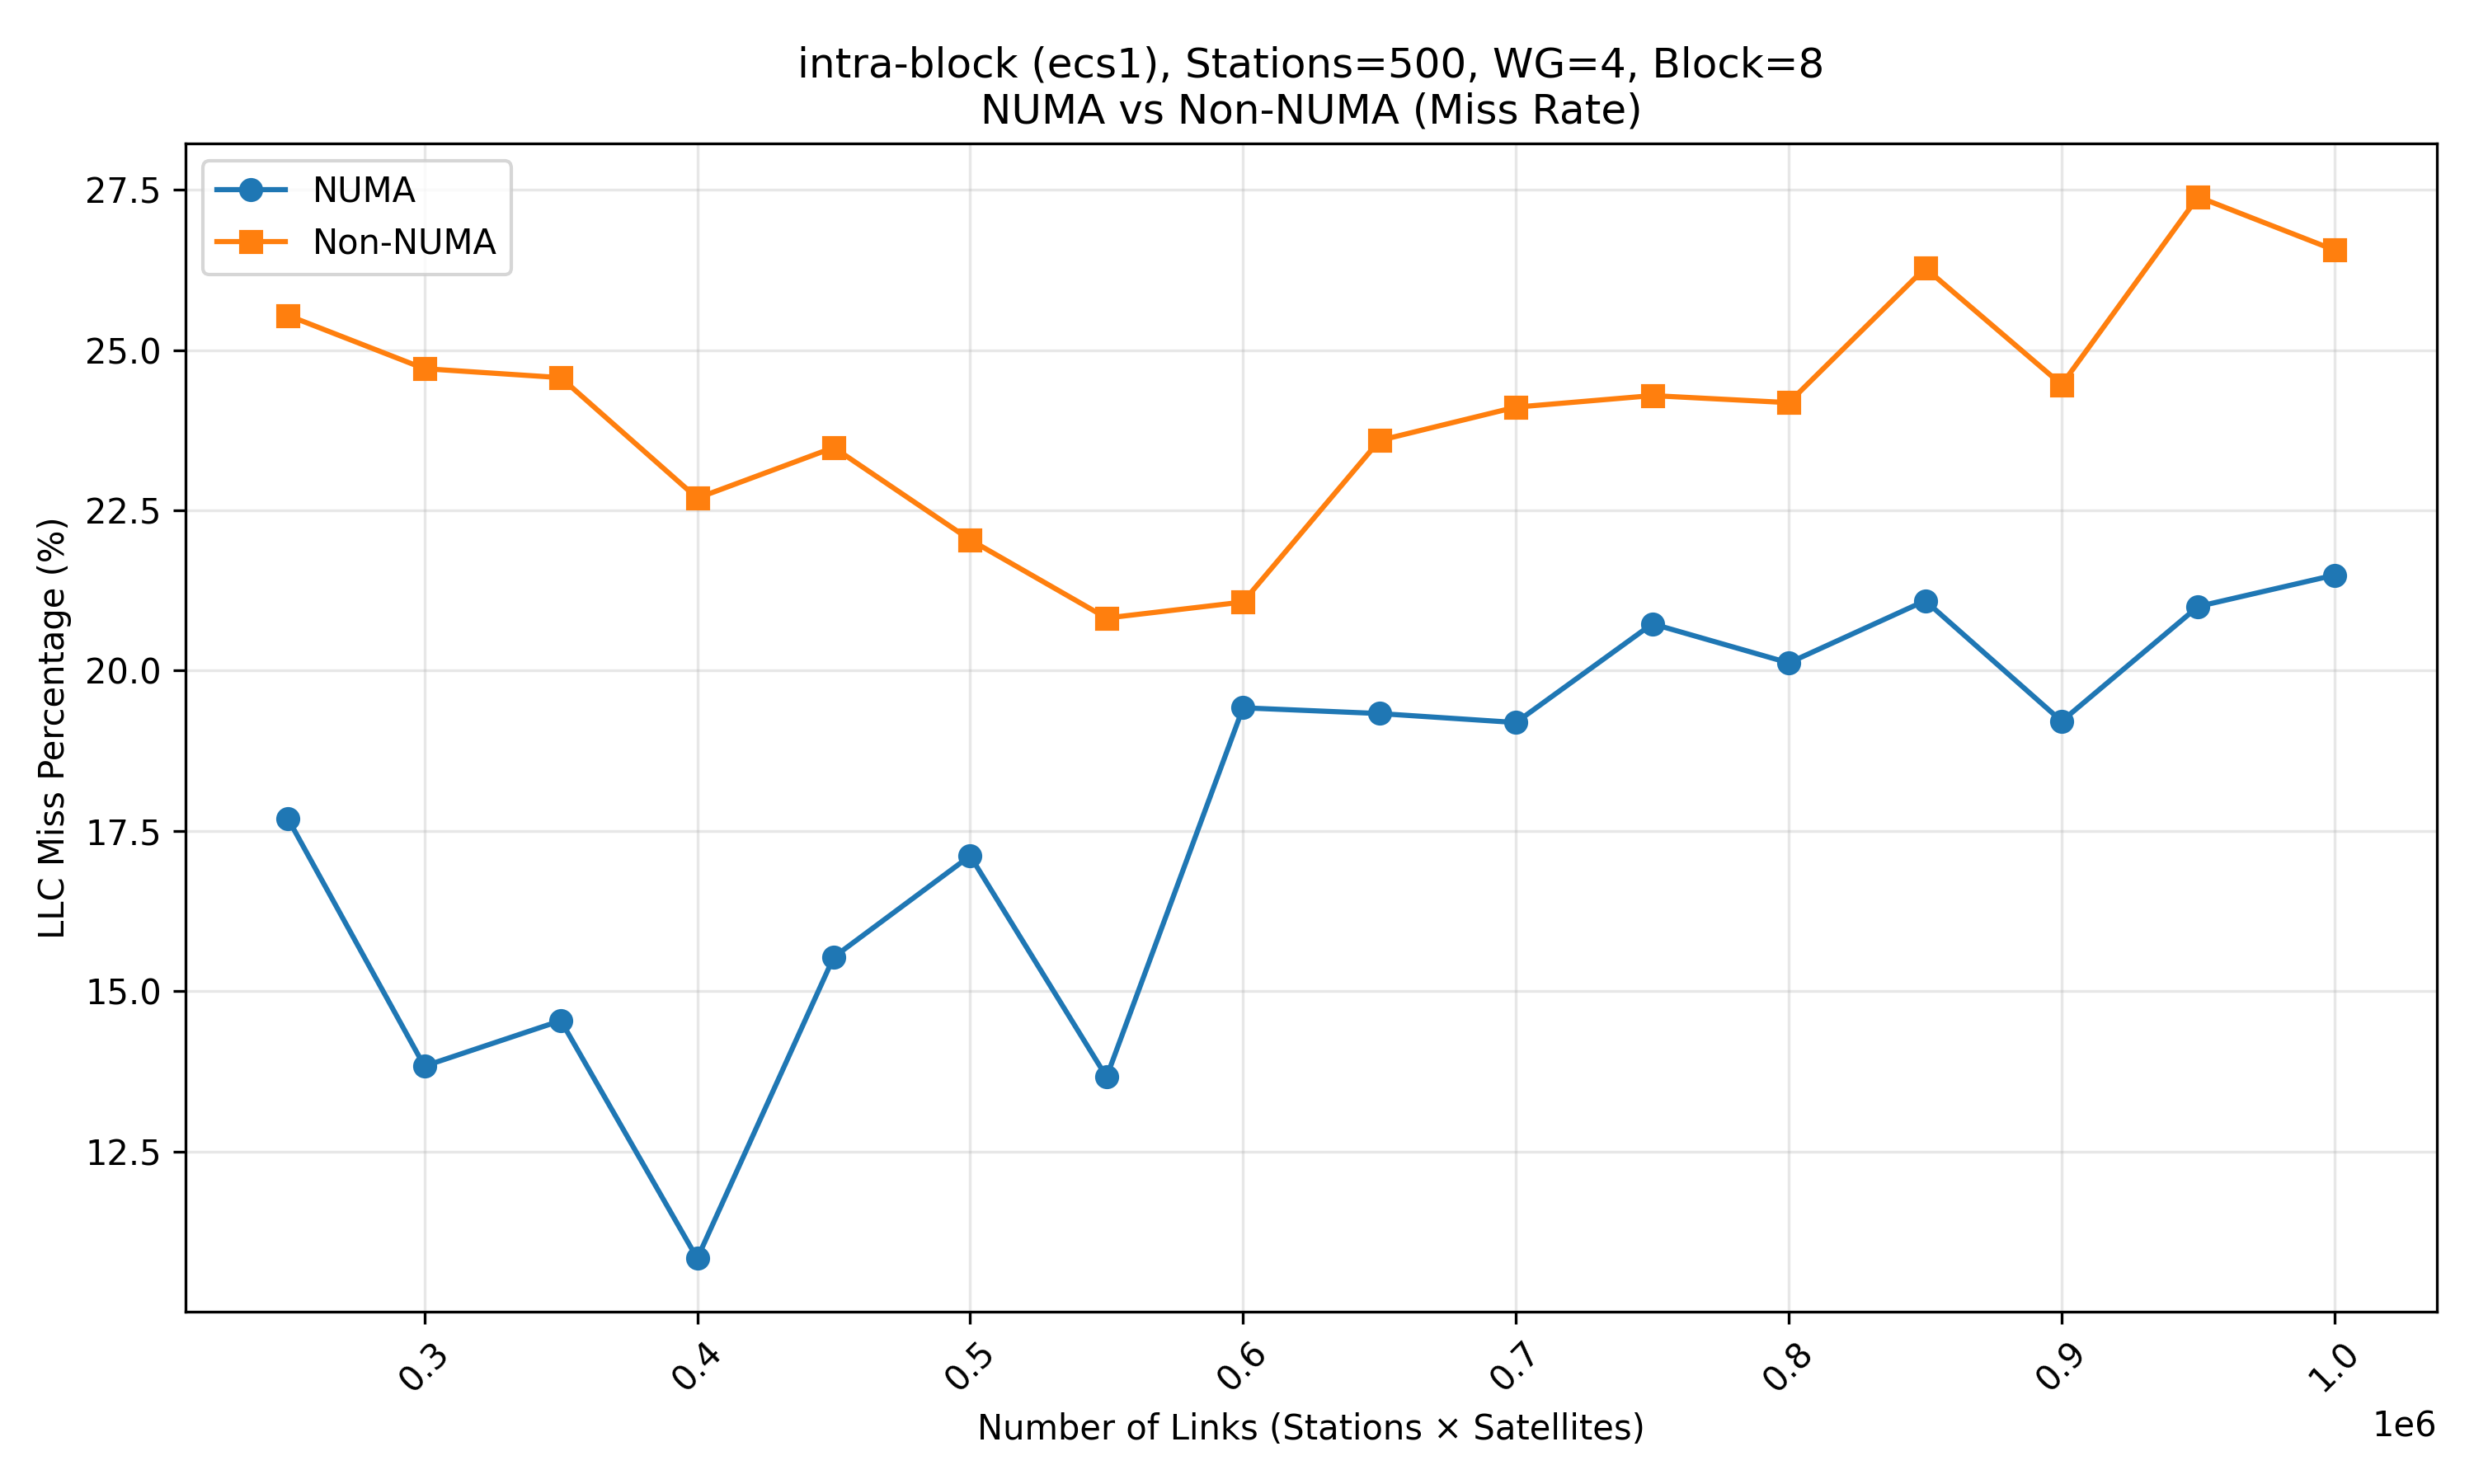 intra-block (ecs1), Stations=500, WG=4, Block=8
NUMA vs Non-NUMA (Miss Rate)
NUMA
Non-NUMA
LLC Miss Percentage (%)
27.5
25.0
22.5
20.0
17.5
15.0
12.5
0.3
0.4
0.5
0.6
0.7
0.8
0.9
1.0
Number of Links (Stations × Satellites)
1e6